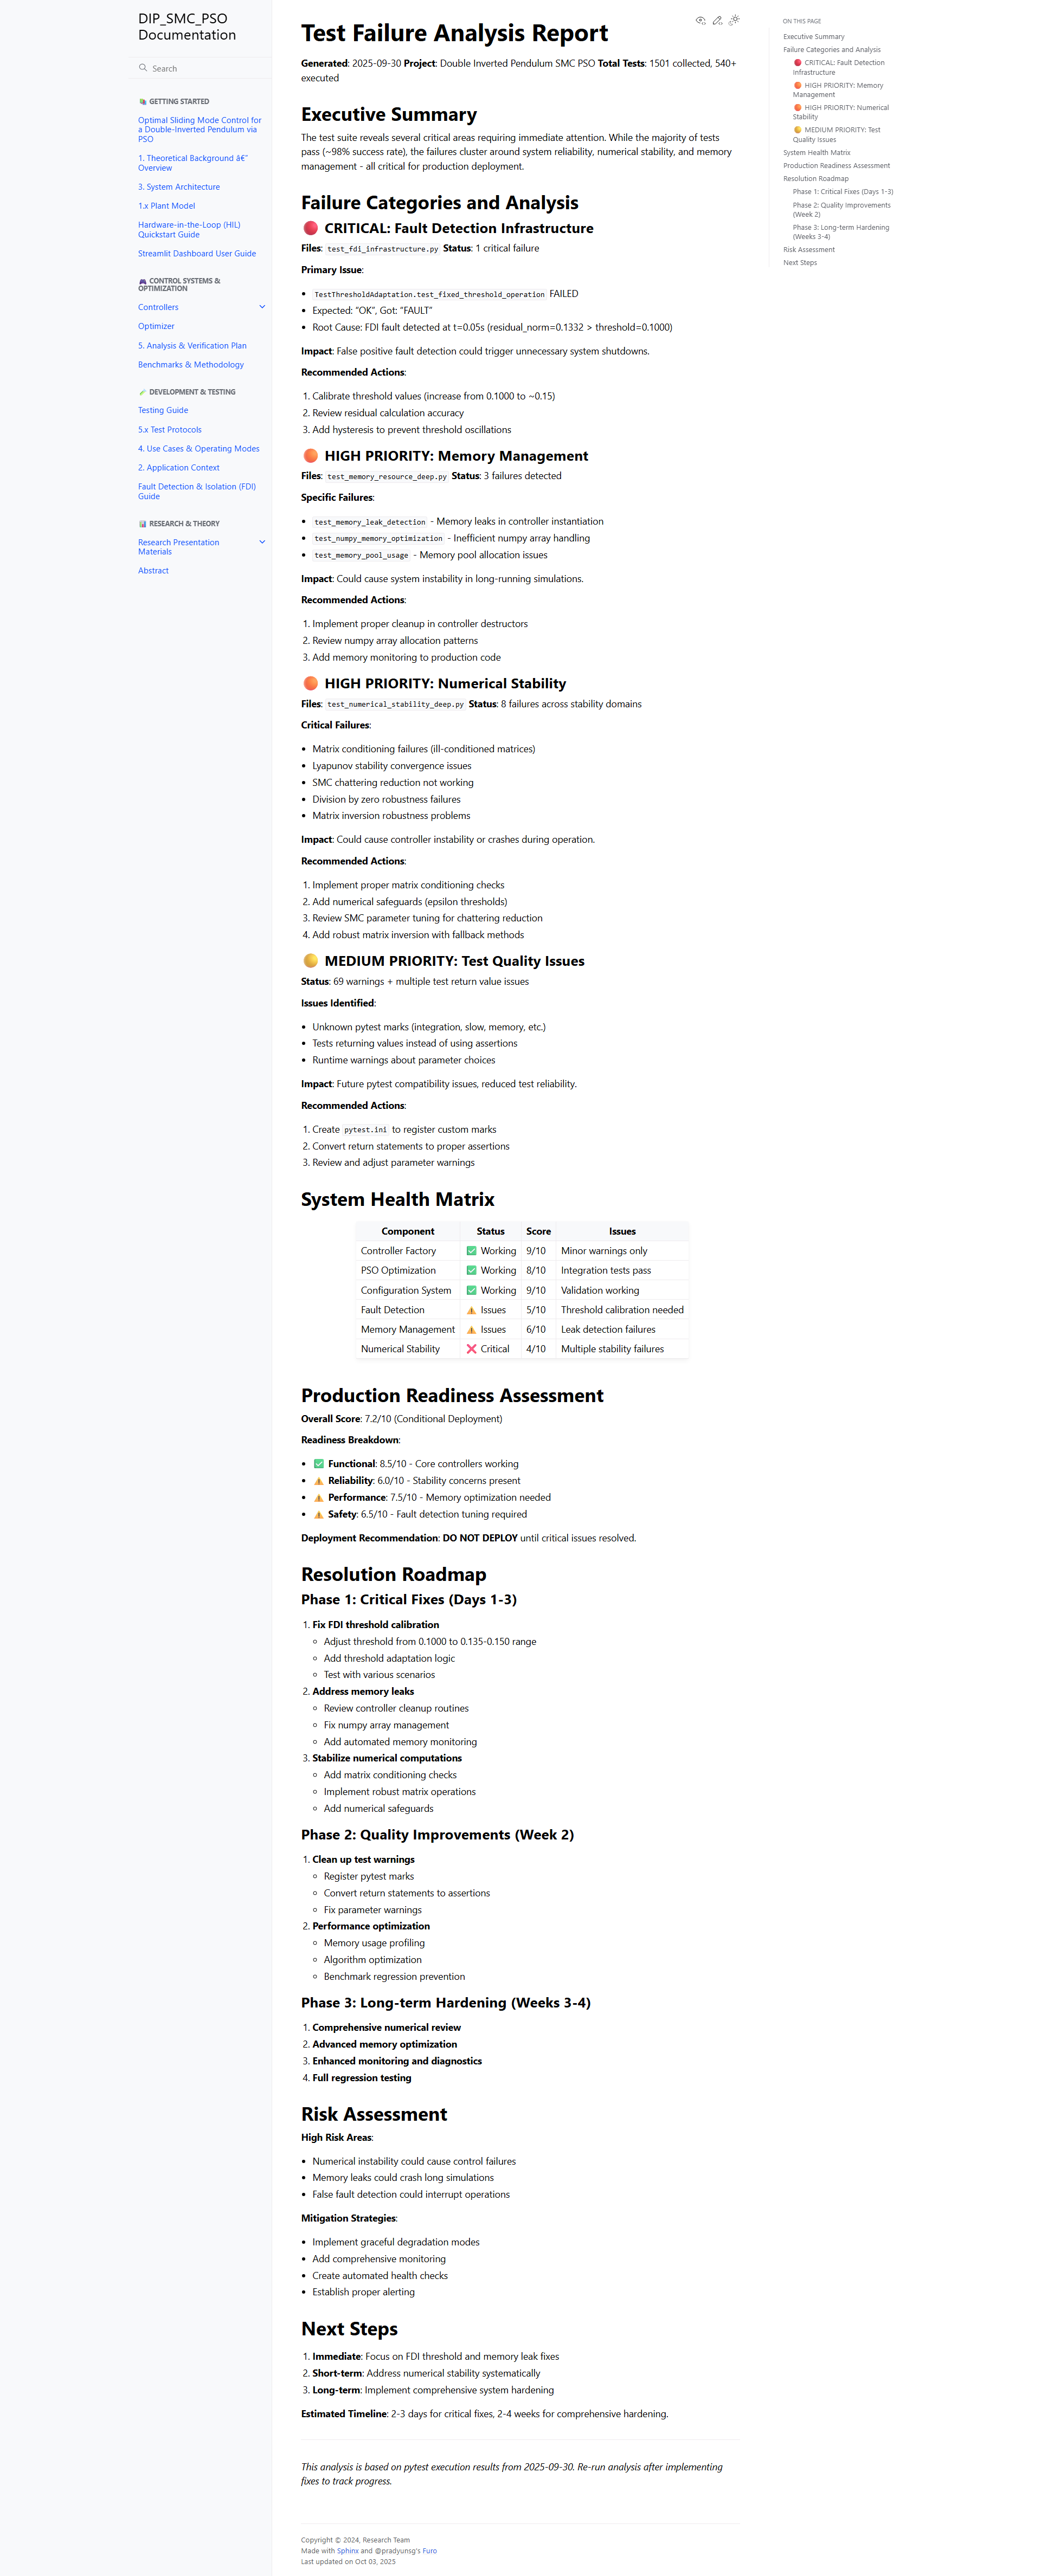 DIP_SMC_PSO
Documentation
Search
GETTING STARTED
Optimal Sliding Mode Control for
a Double-Inverted Pendulum via
PSO
1. Theoretical Background â€"
Overview
3. System Architecture
1.x Plant Model
Hardware-in-the-Loop (HIL)
Quickstart Guide
Streamlit Dashboard User Guide
CONTROL SYSTEMS &
OPTIMIZATION
Controllers
Optimizer
5. Analysis & Verification Plan
Benchmarks & Methodology
DEVELOPMENT & TESTING
Testing Guide
5.x Test Protocols
4. Use Cases & Operating Modes
2. Application Context
Fault Detection & Isolation (FDI)
Guide
RESEARCH & THEORY
Research Presentation
Materials
Abstract
Test Failure Analysis Report
Generated: 2025-09-30 Project: Double Inverted Pendulum SMC PSO Total Tests: 1501 collected, 540+
executed
Executive Summary
The test suite reveals several critical areas requiring immediate attention. While the majority of tests
pass (~98% success rate), the failures cluster around system reliability, numerical stability, and memory
management - all critical for production deployment.
Failure Categories and Analysis
🔴 CRITICAL: Fault Detection Infrastructure
Files: test_fdi_infrastructure.py Status: 1 critical failure
Primary Issue:
• TestThresholdAdaptation.test_fixed_threshold_operation FAILED
• Expected: “OK”, Got: “FAULT”
• Root Cause: FDI fault detected at t=0.05s (residual_norm=0.1332 > threshold=0.1000)
Impact: False positive fault detection could trigger unnecessary system shutdowns.
Recommended Actions:
1. Calibrate threshold values (increase from 0.1000 to ~0.15)
2. Review residual calculation accuracy
3. Add hysteresis to prevent threshold oscillations
🟠 HIGH PRIORITY: Memory Management
Files: test_memory_resource_deep.py Status: 3 failures detected
Specific Failures:
• test_memory_leak_detection - Memory leaks in controller instantiation
• test_numpy_memory_optimization - Inefficient numpy array handling
• test_memory_pool_usage - Memory pool allocation issues
Impact: Could cause system instability in long-running simulations.
Recommended Actions:
1. Implement proper cleanup in controller destructors
2. Review numpy array allocation patterns
3. Add memory monitoring to production code
🟠 HIGH PRIORITY: Numerical Stability
Files: test_numerical_stability_deep.py Status: 8 failures across stability domains
Critical Failures:
• Matrix conditioning failures (ill-conditioned matrices)
• Lyapunov stability convergence issues
• SMC chattering reduction not working
• Division by zero robustness failures
• Matrix inversion robustness problems
Impact: Could cause controller instability or crashes during operation.
Recommended Actions:
1. Implement proper matrix conditioning checks
2. Add numerical safeguards (epsilon thresholds)
3. Review SMC parameter tuning for chattering reduction
4. Add robust matrix inversion with fallback methods
🟡 MEDIUM PRIORITY: Test Quality Issues
Status: 69 warnings + multiple test return value issues
Issues Identified:
• Unknown pytest marks (integration, slow, memory, etc.)
• Tests returning values instead of using assertions
• Runtime warnings about parameter choices
Impact: Future pytest compatibility issues, reduced test reliability.
Recommended Actions:
1. Create pytest.ini to register custom marks
2. Convert return statements to proper assertions
3. Review and adjust parameter warnings
System Health Matrix
Component Status Score Issues
Controller Factory ✅ Working 9/10 Minor warnings only
PSO Optimization ✅ Working 8/10 Integration tests pass
Configuration System ✅ Working 9/10 Validation working
Fault Detection ⚠️ Issues 5/10 Threshold calibration needed
Memory Management ⚠️ Issues 6/10 Leak detection failures
Numerical Stability ❌ Critical 4/10 Multiple stability failures
Production Readiness Assessment
Overall Score: 7.2/10 (Conditional Deployment)
Readiness Breakdown:
• ✅ Functional: 8.5/10 - Core controllers working
• ⚠️ Reliability: 6.0/10 - Stability concerns present
• ⚠️ Performance: 7.5/10 - Memory optimization needed
• ⚠️ Safety: 6.5/10 - Fault detection tuning required
Deployment Recommendation: DO NOT DEPLOY until critical issues resolved.
Resolution Roadmap
Phase 1: Critical Fixes (Days 1-3)
1. Fix FDI threshold calibration
◦ Adjust threshold from 0.1000 to 0.135-0.150 range
◦ Add threshold adaptation logic
◦ Test with various scenarios
2. Address memory leaks
◦ Review controller cleanup routines
◦ Fix numpy array management
◦ Add automated memory monitoring
3. Stabilize numerical computations
◦ Add matrix conditioning checks
◦ Implement robust matrix operations
◦ Add numerical safeguards
Phase 2: Quality Improvements (Week 2)
1. Clean up test warnings
◦ Register pytest marks
◦ Convert return statements to assertions
◦ Fix parameter warnings
2. Performance optimization
◦ Memory usage profiling
◦ Algorithm optimization
◦ Benchmark regression prevention
Phase 3: Long-term Hardening (Weeks 3-4)
1. Comprehensive numerical review
2. Advanced memory optimization
3. Enhanced monitoring and diagnostics
4. Full regression testing
Risk Assessment
High Risk Areas:
• Numerical instability could cause control failures
• Memory leaks could crash long simulations
• False fault detection could interrupt operations
Mitigation Strategies:
• Implement graceful degradation modes
• Add comprehensive monitoring
• Create automated health checks
• Establish proper alerting
Next Steps
1. Immediate: Focus on FDI threshold and memory leak fixes
2. Short-term: Address numerical stability systematically
3. Long-term: Implement comprehensive system hardening
Estimated Timeline: 2-3 days for critical fixes, 2-4 weeks for comprehensive hardening.
This analysis is based on pytest execution results from 2025-09-30. Re-run analysis after implementing
fixes to track progress.
Copyright © 2024, Research Team
Made with Sphinx and @pradyunsg's Furo
Last updated on Oct 03, 2025
ON THIS PAGE
Executive Summary
Failure Categories and Analysis
🔴 CRITICAL: Fault Detection
Infrastructure
🟠 HIGH PRIORITY: Memory
Management
🟠 HIGH PRIORITY: Numerical
Stability
🟡 MEDIUM PRIORITY: Test
Quality Issues
System Health Matrix
Production Readiness Assessment
Resolution Roadmap
Phase 1: Critical Fixes (Days 1-3)
Phase 2: Quality Improvements
(Week 2)
Phase 3: Long-term Hardening
(Weeks 3-4)
Risk Assessment
Next Steps